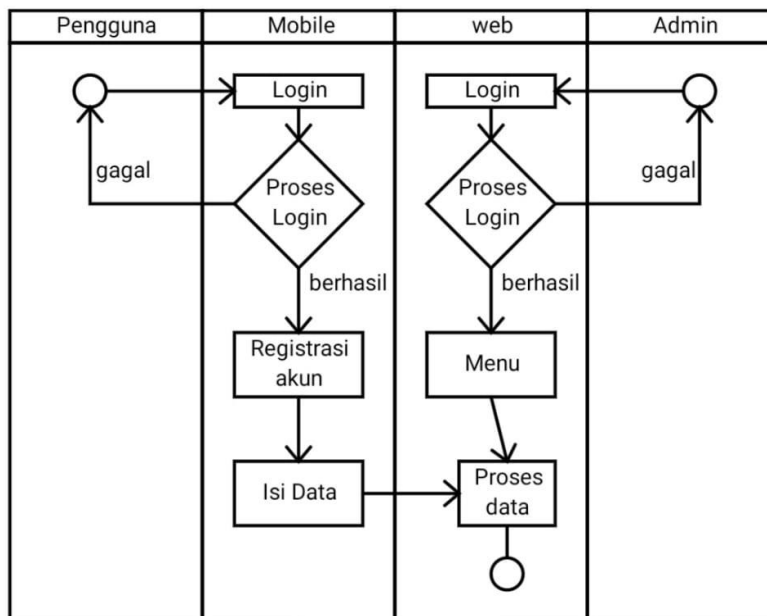 Pengguna
Mobile
web
Admin
Login
Login
gagal
Proses
Login
Proses
Login
gagal
berhasil
berhasil
Registrasi
akun
Menu
Isi Data
Proses
data